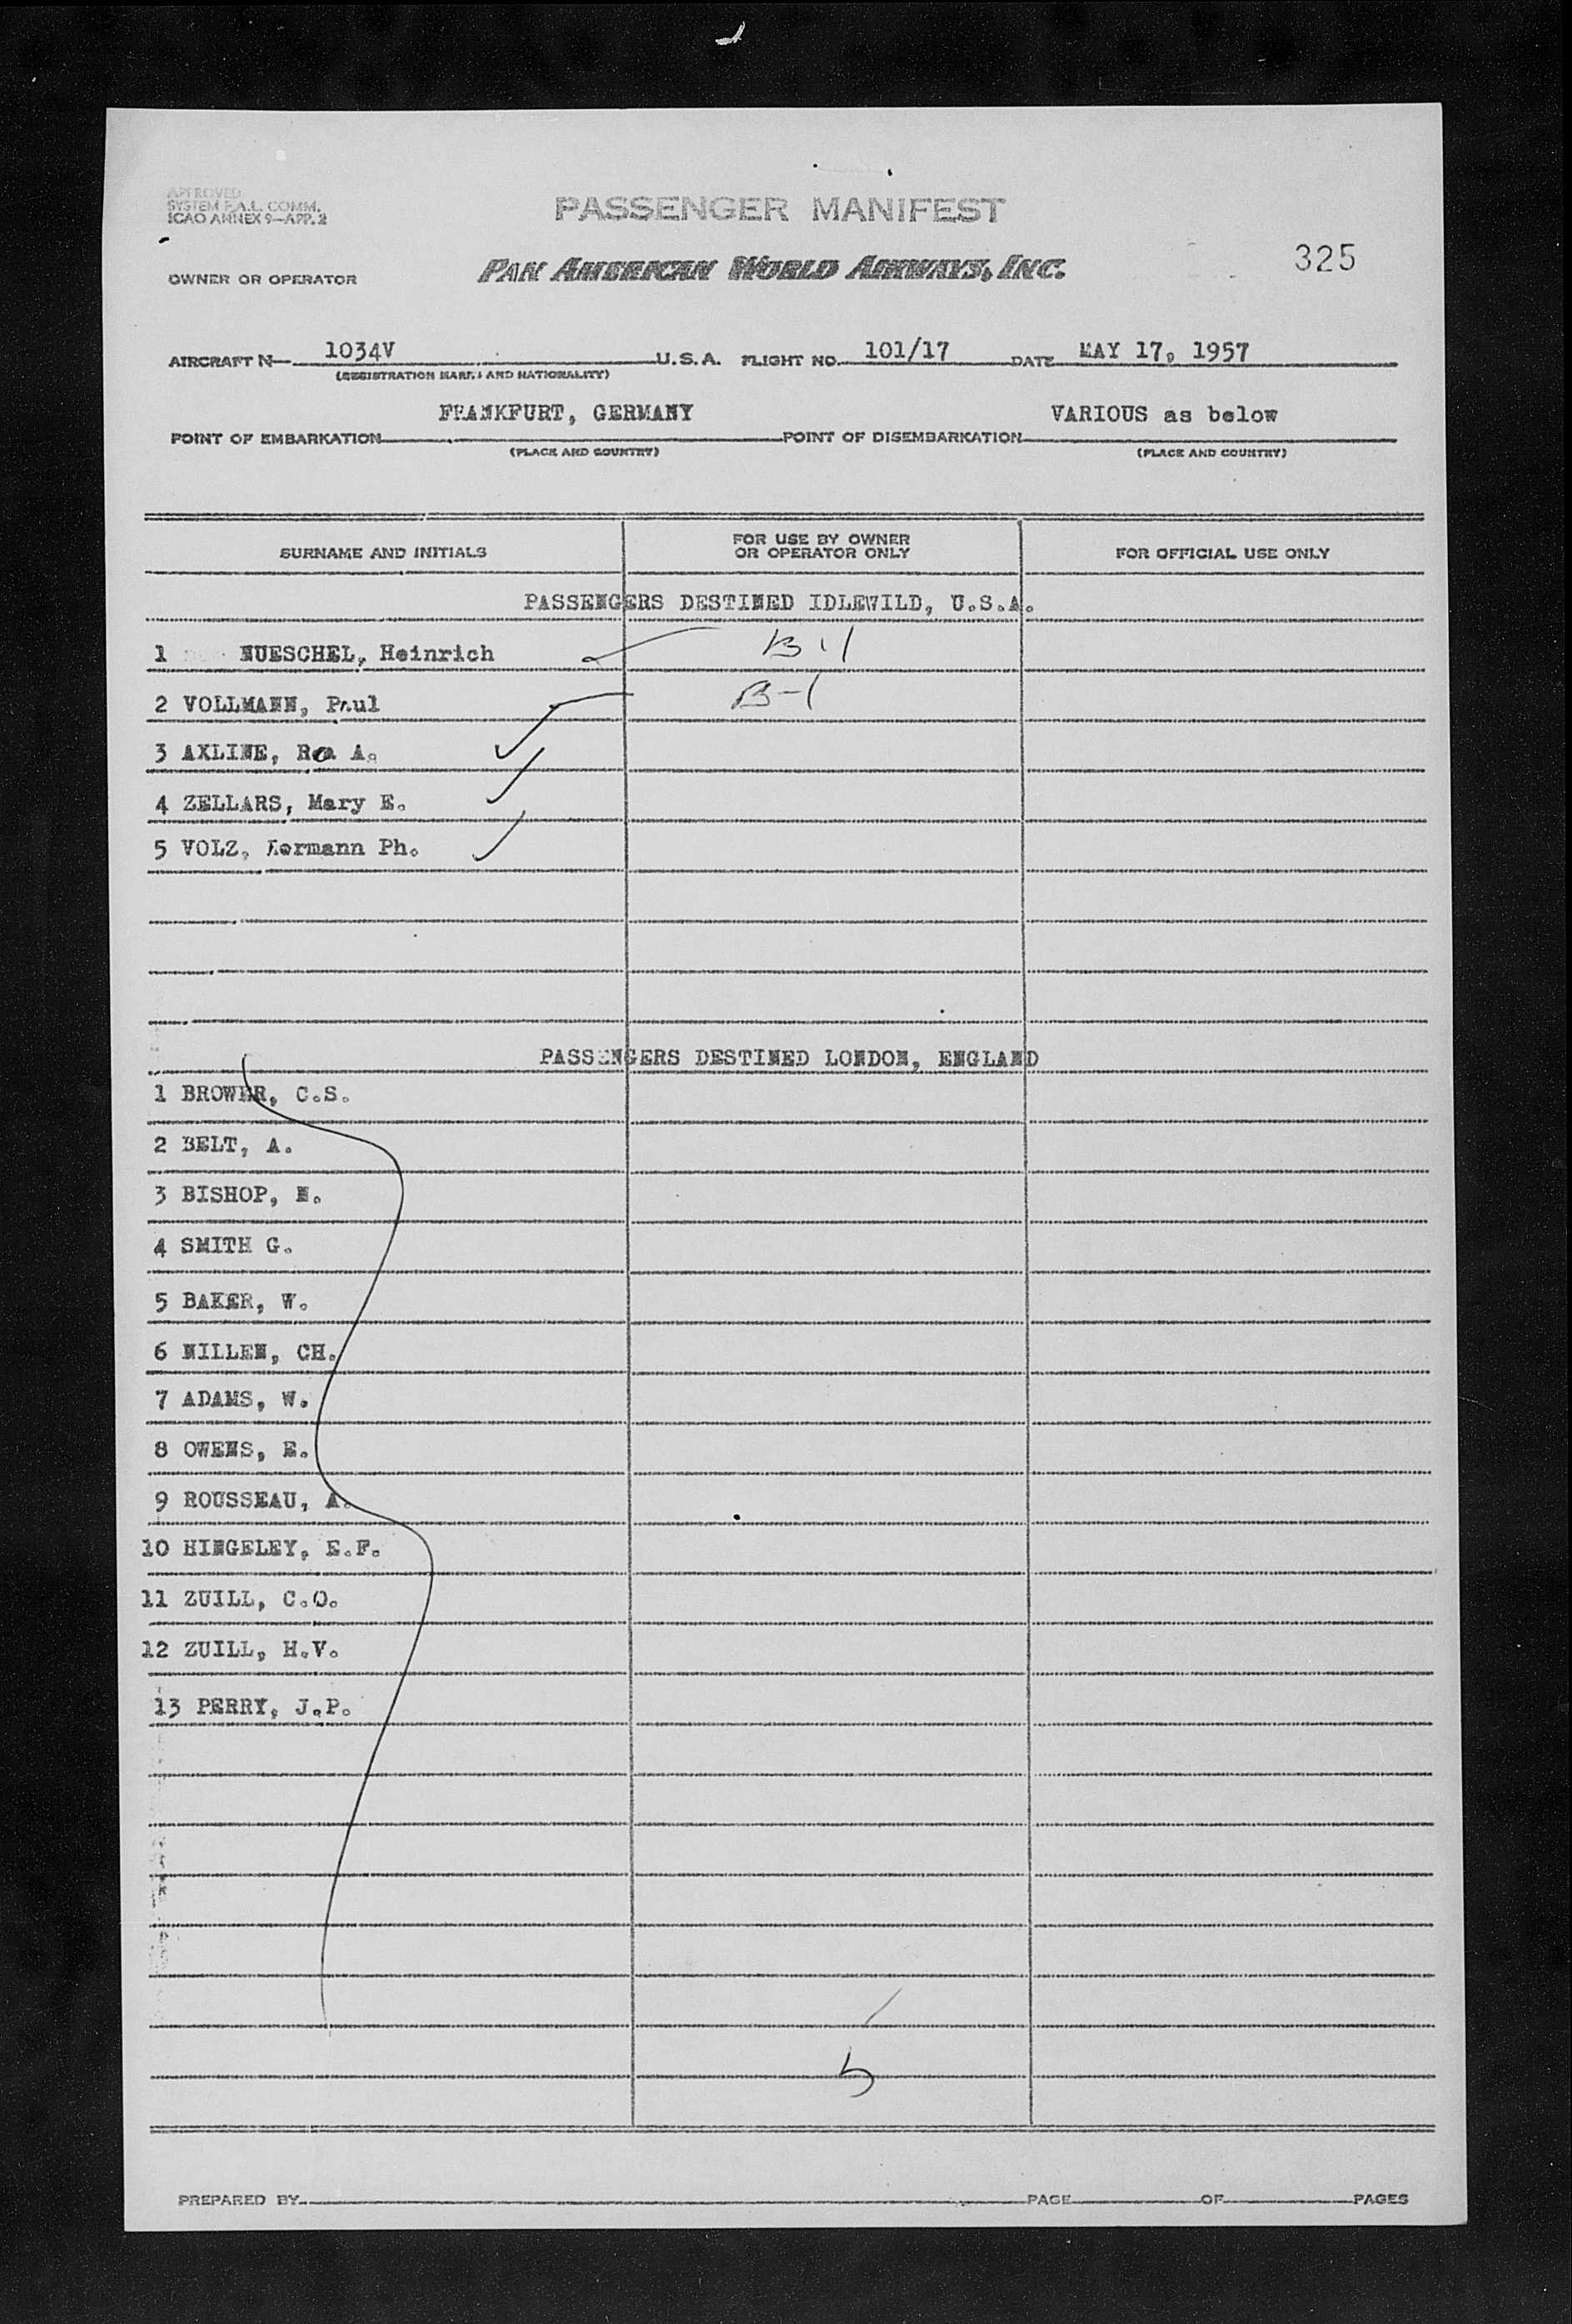 APPROVED
SYSTEM F.A.L. COMM.
ICAO ANNEX 9—APP. 2
PASSENGER MANIFEST
OWNER OR OPERATOR PAN AMERICAN WORLD AIRWAYS, INC. 325
AIRCRAFT N— 1034V U.S.A. FLIGHT NO. 101/17 DATE MAY 17, 1957
(REGISTRATION MARKS AND NATIONALITY)
POINT OF EMBARKATION FRANKFURT, GERMANY POINT OF DISEMBARKATION VARIOUS as below
(PLACE AND COUNTRY) (PLACE AND COUNTRY)
SURNAME AND INITIALS FOR USE BY OWNER OR OPERATOR ONLY FOR OFFICIAL USE ONLY
PASSENGERS DESTINED IDLEWILD, U.S.A.
1 NUESCHEL, Heinrich B-1
2 VOLLMANN, Paul B-1
3 AXLINE, A.
4 ZELLARS, Mary E.
5 VOLZ, Hermann Ph.
PASSENGERS DESTINED LONDON, ENGLAND
1 BROWER, C.S.
2 BELT, A.
3 BISHOP, N.
4 SMITH G.
5 BAKER, W.
6 NILLEN, CH.
7 ADAMS, W.
8 OWENS, E.
9 ROUSSEAU, A.
10 HINGELEY, E.F.
11 ZUILL, C.O.
12 ZUILL, H.V.
13 PERRY, J.P.
5
PREPARED BY PAGE OF PAGES